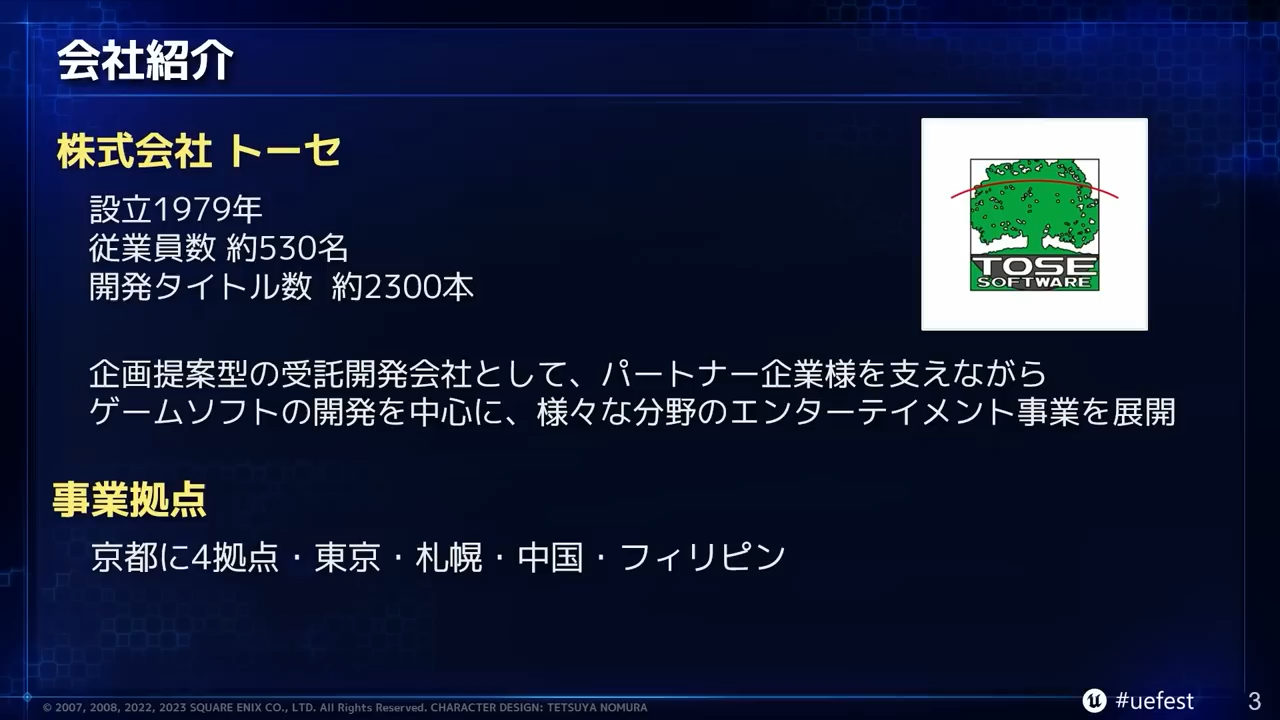 会社紹介
株式会社 トーセ
設立1979年
従業員数 約530名
開発タイトル数 約2300本
TOSE
SOFTWARE
企画提案型の受託開発会社として、パートナー企業様を支えながら
ゲームソフトの開発を中心に、様々な分野のエンターテイメント事業を展開
事業拠点
京都に4拠点・東京・札幌・中国・フィリピン
© 2007, 2008, 2022, 2023 SQUARE ENIX CO., LTD. All Rights Reserved. CHARACTER DESIGN: TETSUYA NOMURA
#uefest
3